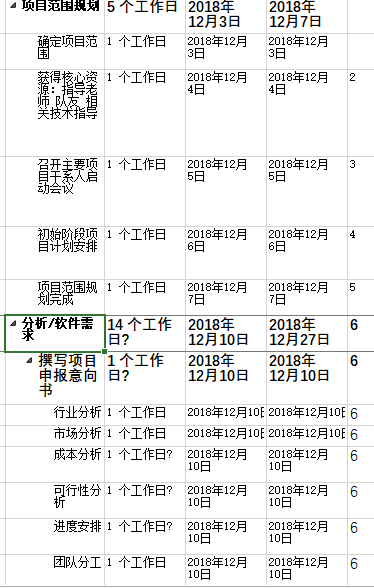 项目范围规划 5 个工作日 2018年12月3日 2018年12月7日
确定项目范围 1 个工作日 2018年12月3日 2018年12月3日
获得核心资源：指导老师 队友 相关技术指导 1 个工作日 2018年12月4日 2018年12月4日 2
召开主要项目干系人启动会议 1 个工作日 2018年12月5日 2018年12月5日 3
初始阶段项目计划安排 1 个工作日 2018年12月6日 2018年12月6日 4
项目范围规划完成 1 个工作日 2018年12月7日 2018年12月7日 5
分析/软件需求 14 个工作日? 2018年12月10日 2018年12月27日 6
撰写项目申报意向书 1 个工作日? 2018年12月10日 2018年12月10日 6
行业分析 1 个工作日 2018年12月10日 2018年12月10日 6
市场分析 1 个工作日 2018年12月10日 2018年12月10日 6
成本分析 1 个工作日? 2018年12月10日 2018年12月10日 6
可行性分析 1 个工作日? 2018年12月10日 2018年12月10日 6
进度安排 1 个工作日? 2018年12月10日 2018年12月10日 6
团队分工 1 个工作日 2018年12月10日 2018年12月10日 6